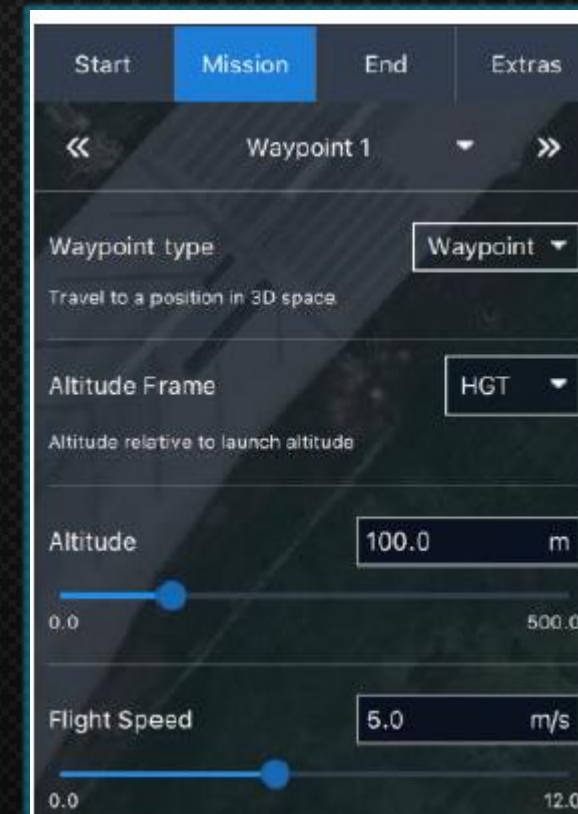 Start Mission End Extras
« Waypoint 1 »
Waypoint type Waypoint
Travel to a position in 3D space.
Altitude Frame HGT
Altitude relative to launch altitude
Altitude 100.0 m
0.0 500.0
Flight Speed 5.0 m/s
0.0 12.0